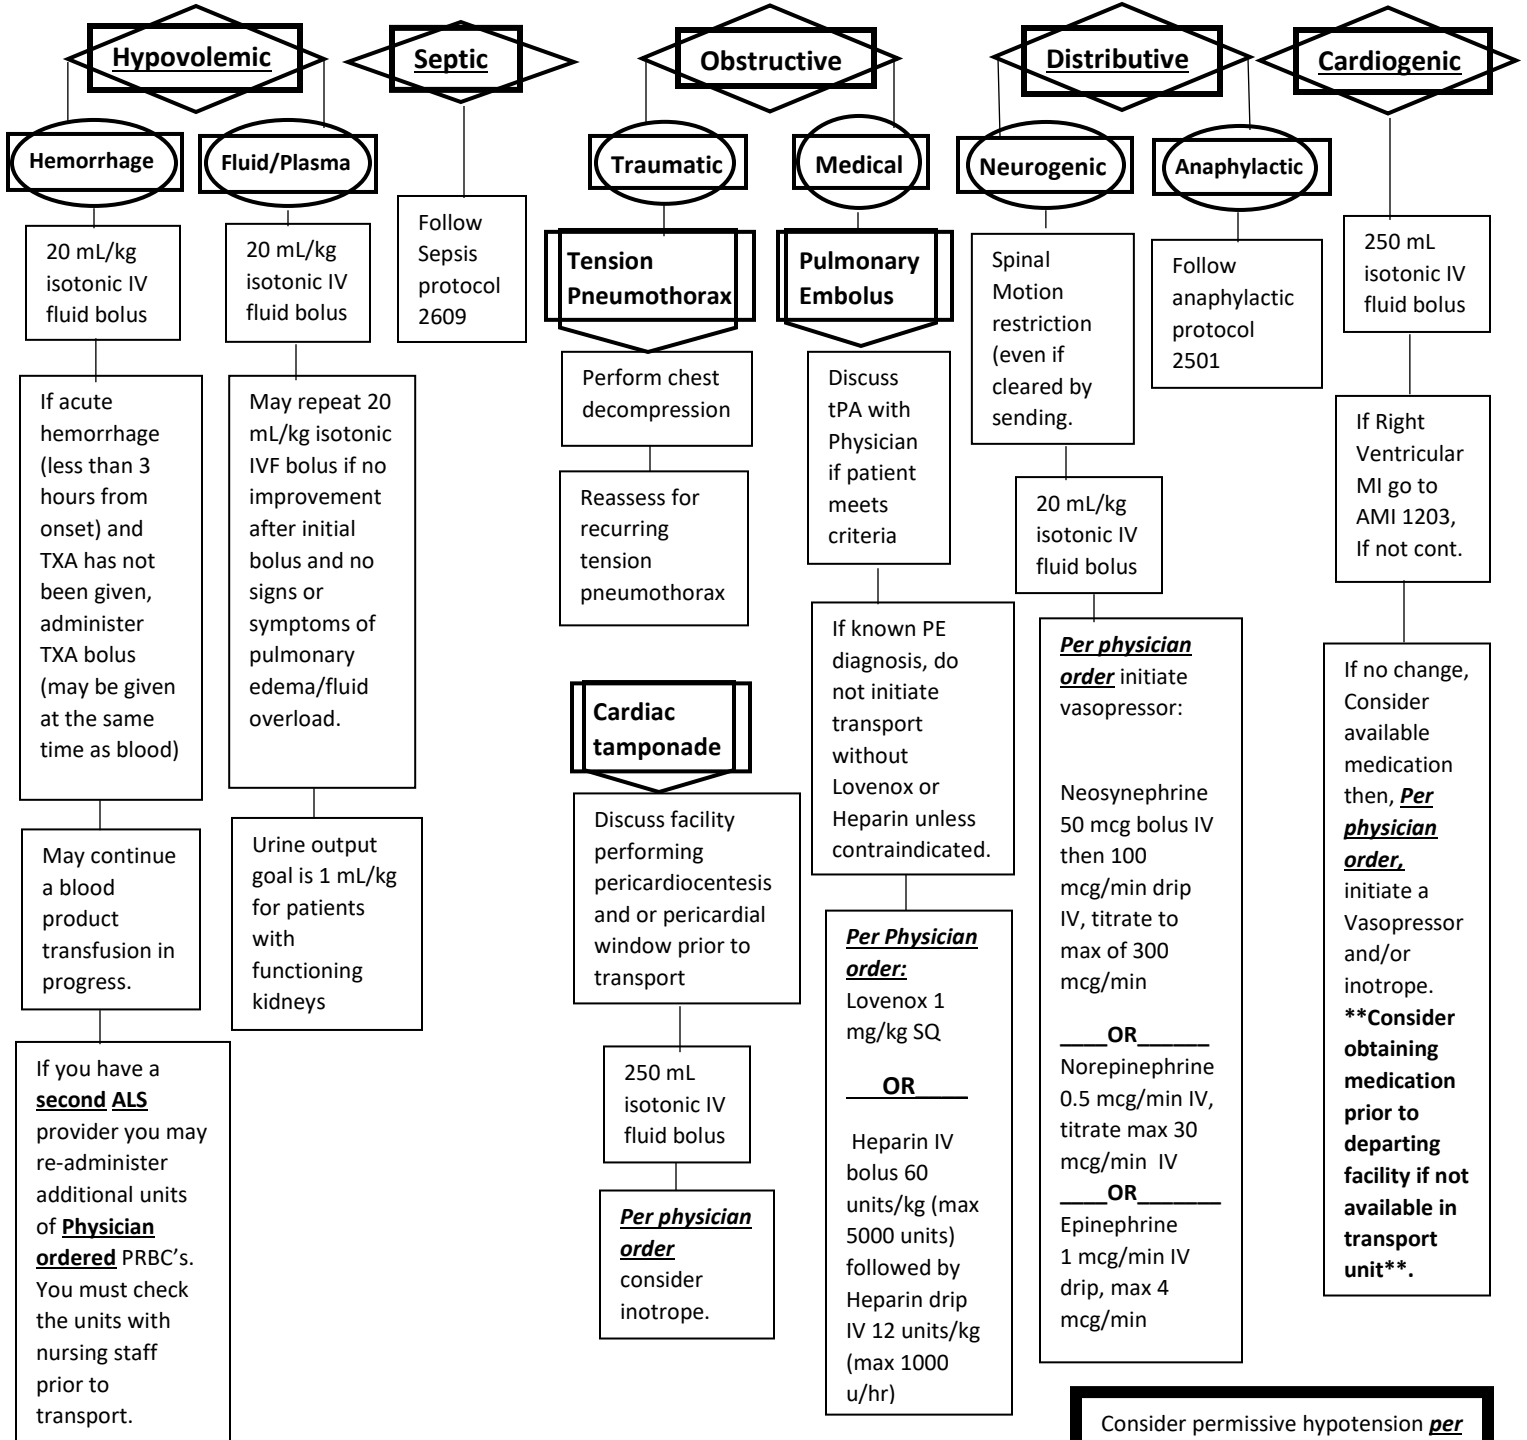 Hypovolemic
Septic
Obstructive
Distributive
Cardiogenic
Hemorrhage
Fluid/Plasma
Traumatic
Medical
Neurogenic
Anaphylactic
20 mL/kg
isotonic IV
fluid bolus
If acute
hemorrhage
(less than 3
hours from
onset) and
TXA has not
been given,
administer
TXA bolus
(may be given
at the same
time as blood)
May continue
a blood
product
transfusion in
progress.
If you have a
second ALS
provider you may
re-administer
additional units
of Physician
ordered PRBC’s.
You must check
the units with
nursing staff
prior to
transport.
20 mL/kg
isotonic IV
fluid bolus
May repeat 20
mL/kg isotonic
IVF bolus if no
improvement
after initial
bolus and no
signs or
symptoms of
pulmonary
edema/fluid
overload.
Urine output
goal is 1 mL/kg
for patients
with
functioning
kidneys
Follow
Sepsis
protocol
2609
Tension
Pneumothorax
Perform chest
decompression
Reassess for
recurring
tension
pneumothorax
Cardiac
tamponade
Discuss facility
performing
pericardiocentesis
and or pericardial
window prior to
transport
250 mL
isotonic IV
fluid bolus
Per physician
order
consider
inotrope.
Pulmonary
Embolus
Discuss
tPA with
Physician
if patient
meets
criteria
If known PE
diagnosis, do
not initiate
transport
without
Lovenox or
Heparin unless
contraindicated.
Per Physician
order:
Lovenox 1
mg/kg SQ
___OR____
Heparin IV
bolus 60
units/kg (max
5000 units)
followed by
Heparin drip
IV 12 units/kg
(max 1000
u/hr)
Spinal
Motion
restriction
(even if
cleared by
sending.
20 mL/kg
isotonic IV
fluid bolus
Per physician
order initiate
vasopressor:
Neosynephrine
50 mcg bolus IV
then 100
mcg/min drip
IV, titrate to
max of 300
mcg/min
____OR______
Norepinephrine
0.5 mcg/min IV,
titrate max 30
mcg/min IV
____OR_______
Epinephrine
1 mcg/min IV
drip, max 4
mcg/min
Follow
anaphylactic
protocol
2501
250 mL
isotonic IV
fluid bolus
If Right
Ventricular
MI go to
AMI 1203,
If not cont.
If no change,
Consider
available
medication
then, Per
physician
order,
initiate a
Vasopressor
and/or
inotrope.
**Consider
obtaining
medication
prior to
departing
facility if not
available in
transport
unit**.
Consider permissive hypotension per